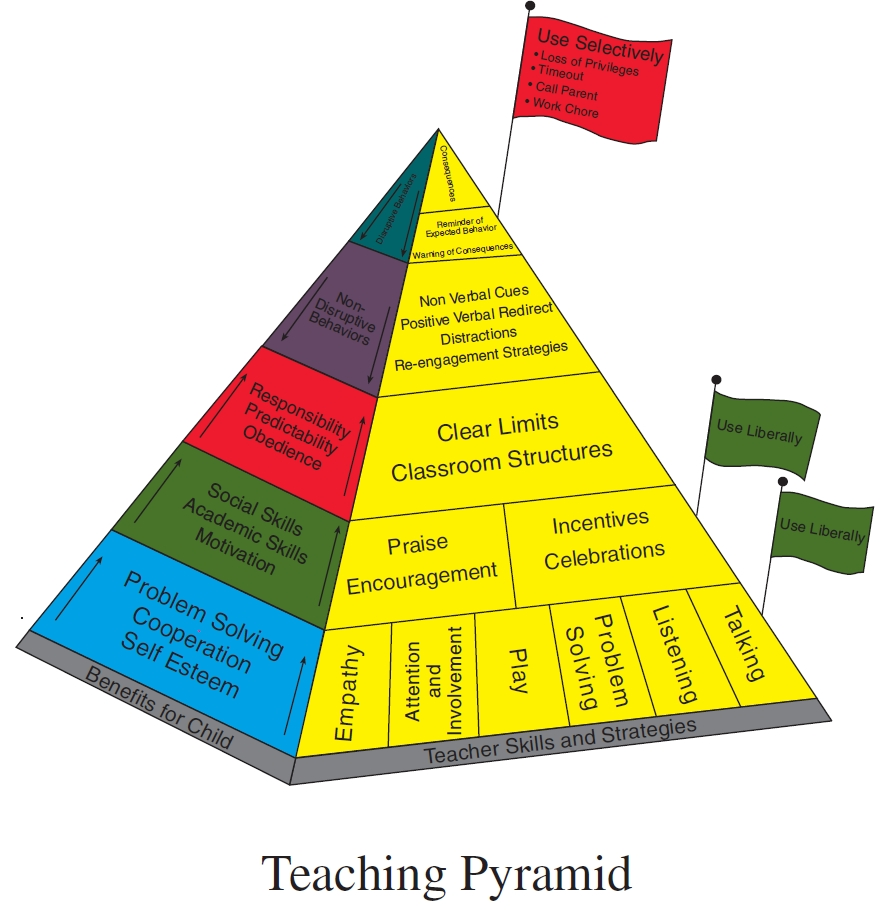 Use Selectively
• Loss of Privileges
• Timeout
• Call Parent
• Work Chore
Consequences
Disruptive Behaviors
Reminder of
Expected Behavior
Warning of Consequences
Non-
Disruptive
Behaviors
Non Verbal Cues
Positive Verbal Redirect
Distractions
Re-engagement Strategies
Responsibility
Predictability
Obedience
Clear Limits
Classroom Structures
Use Liberally
Social Skills
Academic Skills
Motivation
Praise
Encouragement
Incentives
Celebrations
Use Liberally
Problem Solving
Cooperation
Self Esteem
Empathy
Attention
and
Involvement
Play
Problem
Solving
Listening
Talking
Benefits for Child
Teacher Skills and Strategies
Teaching Pyramid